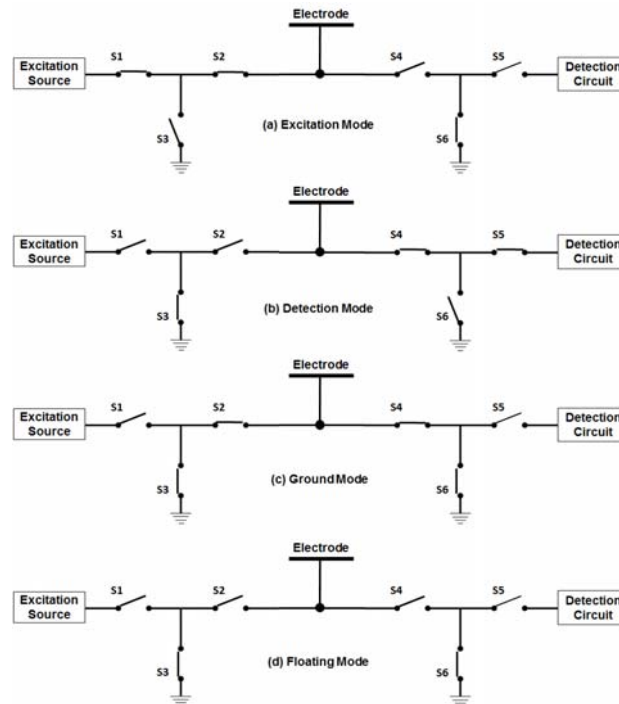 Electrode
S1 S2 S4 S5
Excitation Source
Detection Circuit
S3 (a) Excitation Mode S6
Electrode
S1 S2 S4 S5
Excitation Source
Detection Circuit
S3 (b) Detection Mode S6
Electrode
S1 S2 S4 S5
Excitation Source
Detection Circuit
S3 (c) Ground Mode S6
Electrode
S1 S2 S4 S5
Excitation Source
Detection Circuit
S3 (d) Floating Mode S6